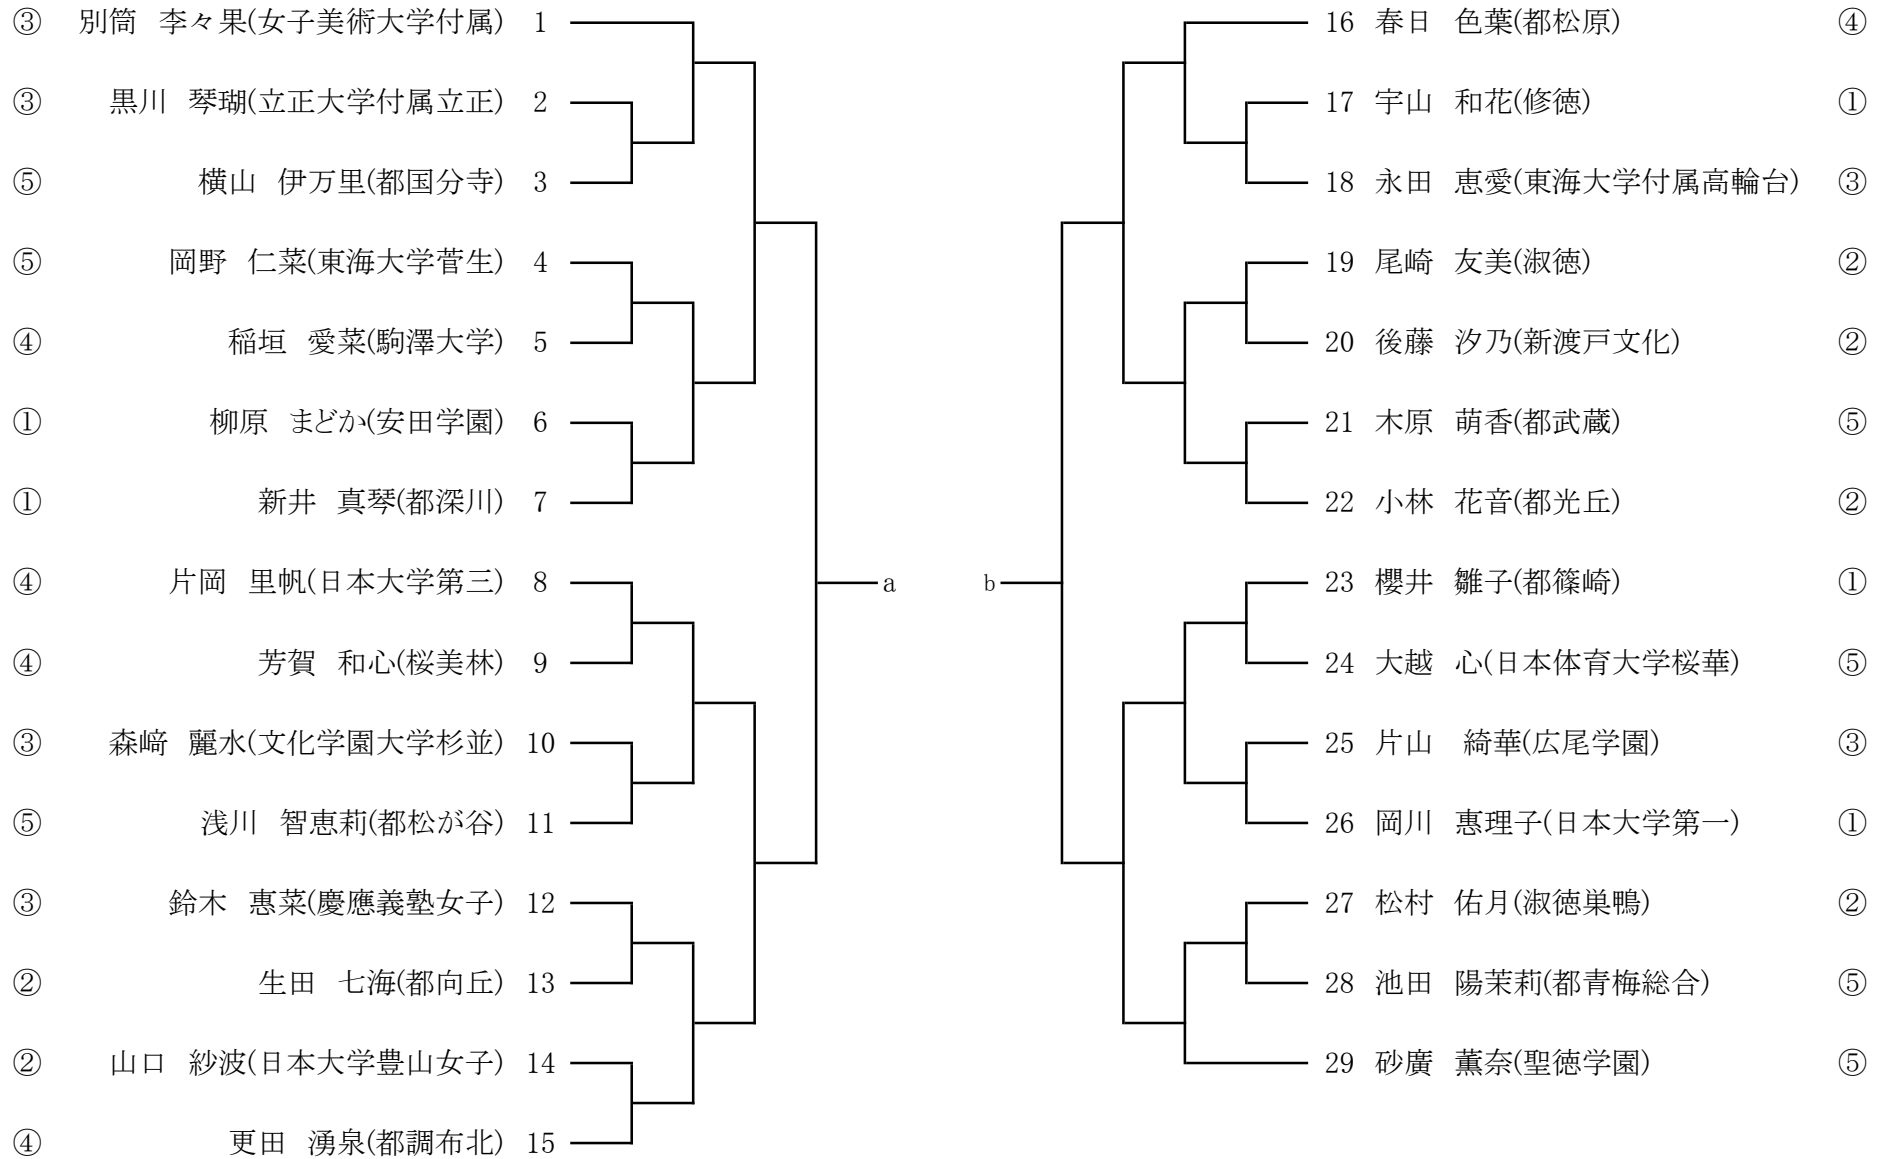 ③ 別筒 李々果(女子美術大学付属) 1
③ 黒川 琴瑚(立正大学付属立正) 2
⑤ 横山 伊万里(都国分寺) 3
⑤ 岡野 仁菜(東海大学菅生) 4
④ 稲垣 愛菜(駒澤大学) 5
① 柳原 まどか(安田学園) 6
① 新井 真琴(都深川) 7
④ 片岡 里帆(日本大学第三) 8
④ 芳賀 和心(桜美林) 9
③ 森﨑 麗水(文化学園大学杉並) 10
⑤ 浅川 智恵莉(都松が谷) 11
③ 鈴木 惠菜(慶應義塾女子) 12
② 生田 七海(都向丘) 13
② 山口 紗波(日本大学豊山女子) 14
④ 更田 湧泉(都調布北) 15
a
b
16 春日 色葉(都松原) ④
17 宇山 和花(修徳) ①
18 永田 恵愛(東海大学付属高輪台) ③
19 尾崎 友美(淑徳) ②
20 後藤 汐乃(新渡戸文化) ②
21 木原 萌香(都武蔵) ⑤
22 小林 花音(都光丘) ②
23 櫻井 雛子(都篠崎) ①
24 大越 心(日本体育大学桜華) ⑤
25 片山 綺華(広尾学園) ③
26 岡川 惠理子(日本大学第一) ①
27 松村 佑月(淑徳巣鴨) ②
28 池田 陽茉莉(都青梅総合) ⑤
29 砂廣 薫奈(聖徳学園) ⑤